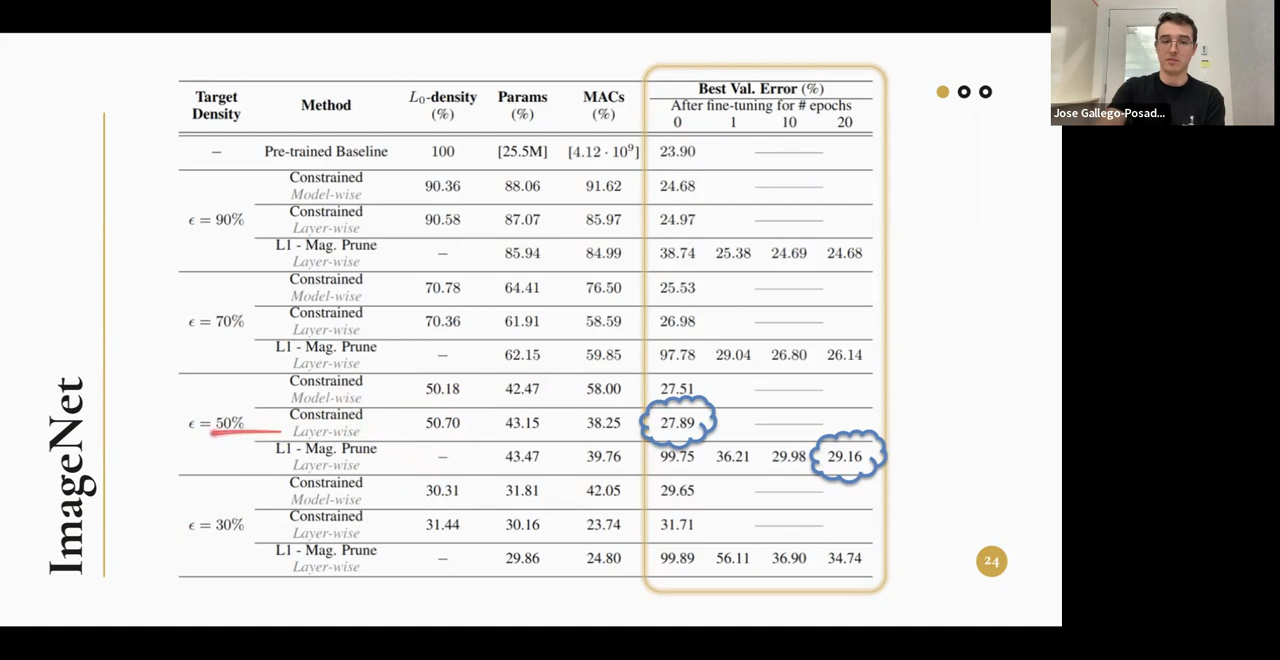 Target Density Method L₀-density (%) Params (%) MACs (%) Best Val. Error (%)
After fine-tuning for # epochs
0 1 10 20
– Pre-trained Baseline 100 [25.5M] [4.12 · 10⁹] 23.90
ϵ = 90% Constrained Model-wise 90.36 88.06 91.62 24.68
Constrained Layer-wise 90.58 87.07 85.97 24.97
L1 - Mag. Prune Layer-wise – 85.94 84.99 38.74 25.38 24.69 24.68
ϵ = 70% Constrained Model-wise 70.78 64.41 76.50 25.53
Constrained Layer-wise 70.36 61.91 58.59 26.98
L1 - Mag. Prune Layer-wise – 62.15 59.85 97.78 29.04 26.80 26.14
ϵ = 50% Constrained Model-wise 50.18 42.47 58.00 27.51
Constrained Layer-wise 50.70 43.15 38.25 27.89
L1 - Mag. Prune Layer-wise – 43.47 39.76 99.75 36.21 29.98 29.16
ϵ = 30% Constrained Model-wise 30.31 31.81 42.05 29.65
Constrained Layer-wise 31.44 30.16 23.74 31.71
L1 - Mag. Prune Layer-wise – 29.86 24.80 99.89 56.11 36.90 34.74
ImageNet
24
Jose Gallego-Posad...